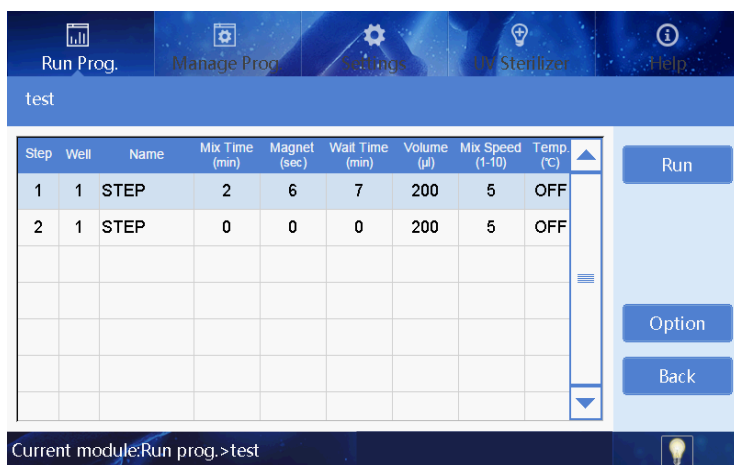 Run Prog. Manage Prog. Settings UV Sterilizer Help
test
Step Well Name Mix Time (min) Magnet (sec) Wait Time (min) Volume (μl) Mix Speed (1-10) Temp. (℃)
1 1 STEP 2 6 7 200 5 OFF
2 1 STEP 0 0 0 200 5 OFF
Run
Option
Back
Current module:Run prog.>test